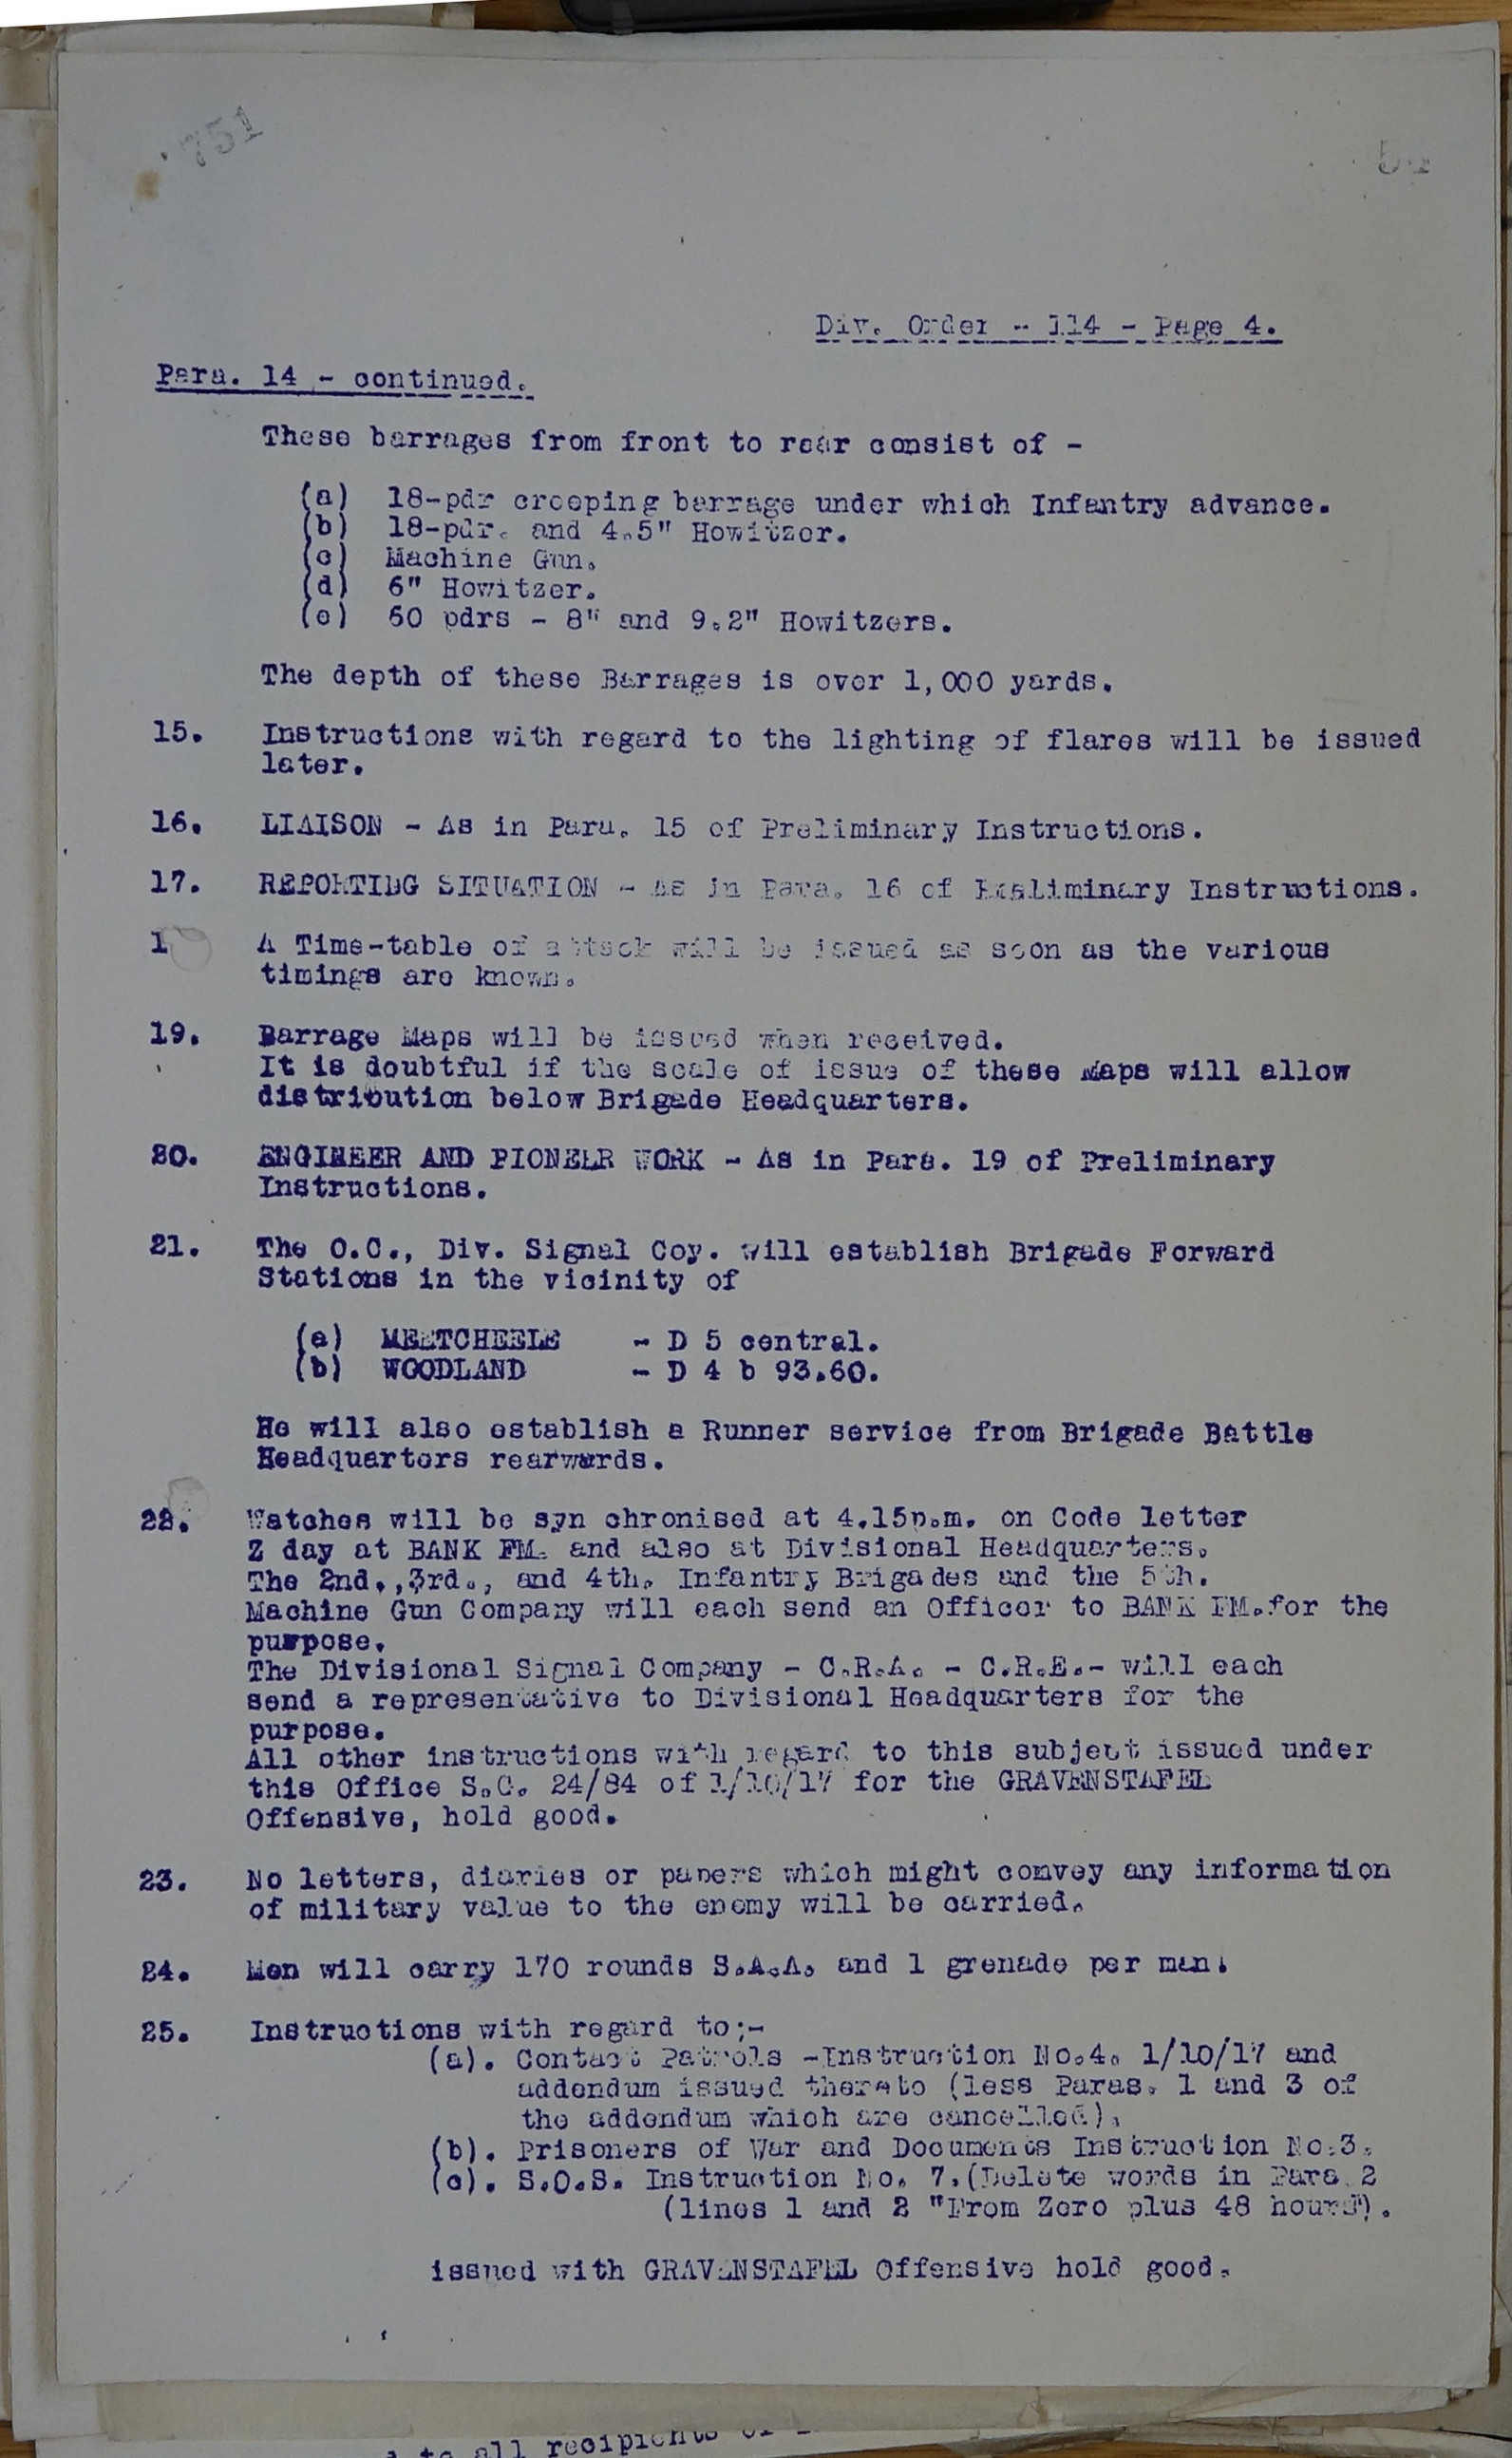 751
Div. Order - 114 - Page 4.
Para. 14 - continued.
These barrages from front to rear consist of -
(a) 18-pdr creeping barrage under which Infantry advance.
(b) 18-pdr. and 4.5" Howitzer.
(c) Machine Gun.
(d) 6" Howitzer.
(e) 60 pdrs - 8" and 9.2" Howitzers.
The depth of these Barrages is over 1,000 yards.
15. Instructions with regard to the lighting of flares will be issued
later.
16. LIAISON - As in Para. 15 of Preliminary Instructions.
17. REPORTING SITUATION - As in Para. 16 of Preliminary Instructions.
1 A Time-table of attack will be issued as soon as the various
timings are known.
19. Barrage Maps will be issued when received.
It is doubtful if the scale of issue of these Maps will allow
distribution below Brigade Headquarters.
20. ENGINEER AND PIONEER WORK - As in Para. 19 of Preliminary
Instructions.
21. The O.C., Div. Signal Coy. will establish Brigade Forward
Stations in the vicinity of
(a) MEETCHEELE - D 5 central.
(b) WOODLAND - D 4 b 93.60.
He will also establish a Runner service from Brigade Battle
Headquarters rearwards.
22. Watches will be syn chronised at 4.15p.m. on Code letter
Z day at BANK FM. and also at Divisional Headquarters.
The 2nd.,3rd., and 4th. Infantry Brigades and the 5th.
Machine Gun Company will each send an Officer to BANK FM.for the
purpose.
The Divisional Signal Company - C.R.A. - C.R.E.- will each
send a representative to Divisional Headquarters for the
purpose.
All other instructions with regard to this subject issued under
this Office S.C. 24/84 of 1/10/17 for the GRAVENSTAFEL
Offensive, hold good.
23. No letters, diaries or papers which might convey any information
of military value to the enemy will be carried.
24. Men will carry 170 rounds S.A.A. and 1 grenade per man.
25. Instructions with regard to;-
(a). Contact Patrols -Instruction No.4. 1/10/17 and
addendum issued thereto (less Paras. 1 and 3 of
the addendum which are cancelled).
(b). Prisoners of War and Documents Instruction No.3.
(c). S.O.S. Instruction No. 7.(Delete words in Para 2
(lines 1 and 2 "From Zero plus 48 hours").
issued with GRAVENSTAFEL Offensive hold good.
to all recipients of